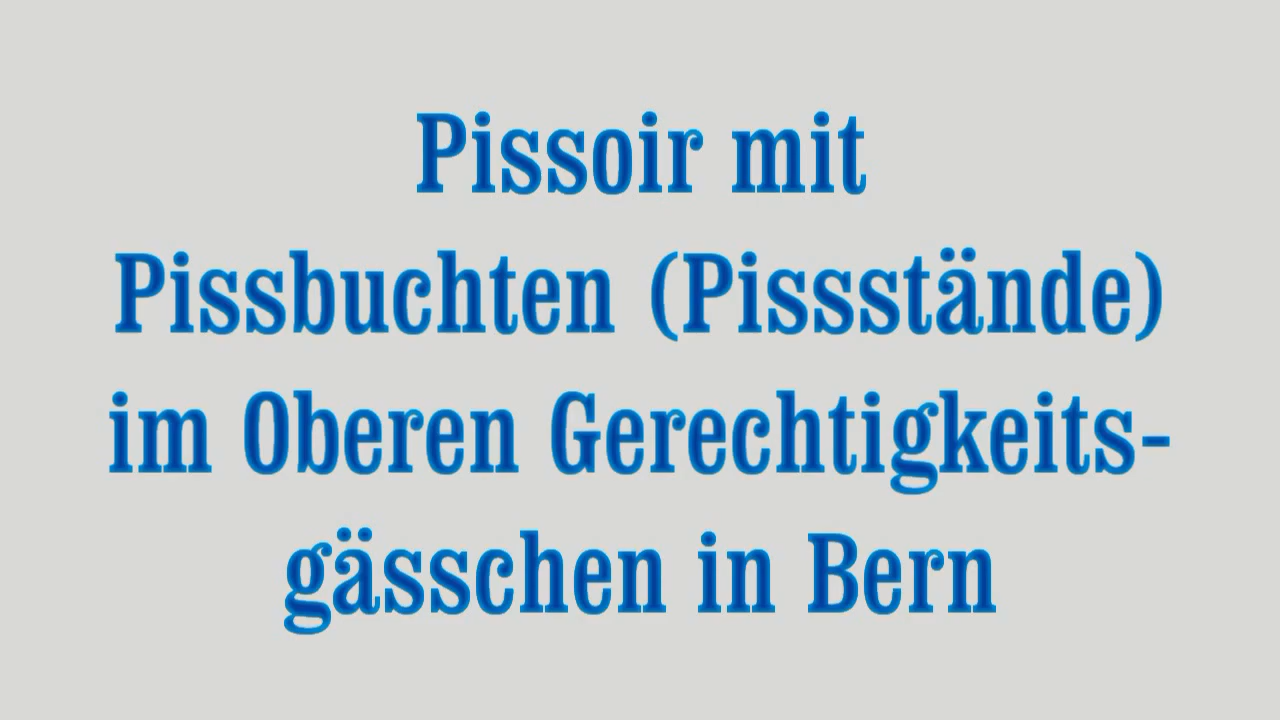 Pissoir mit
Pissbuchten (Pissstände)
im Oberen Gerechtigkeits-
gässchen in Bern